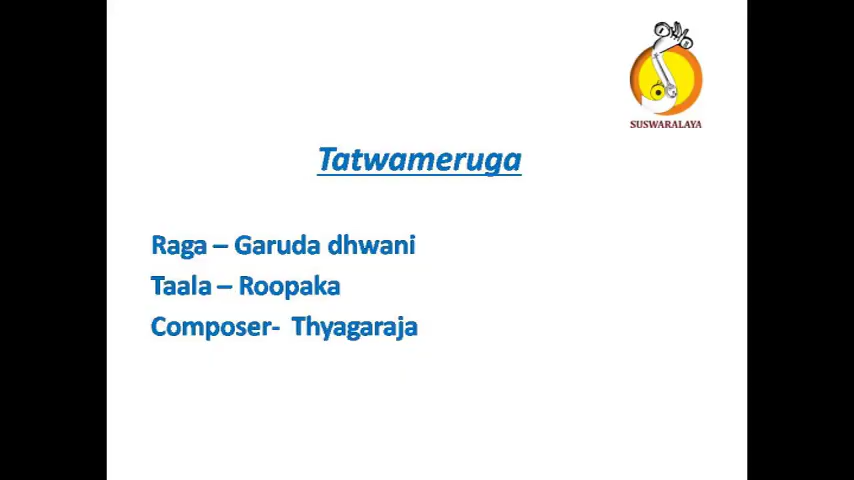 SUSWARALAYA
Tatwameruga
Raga – Garuda dhwani
Taala – Roopaka
Composer- Thyagaraja